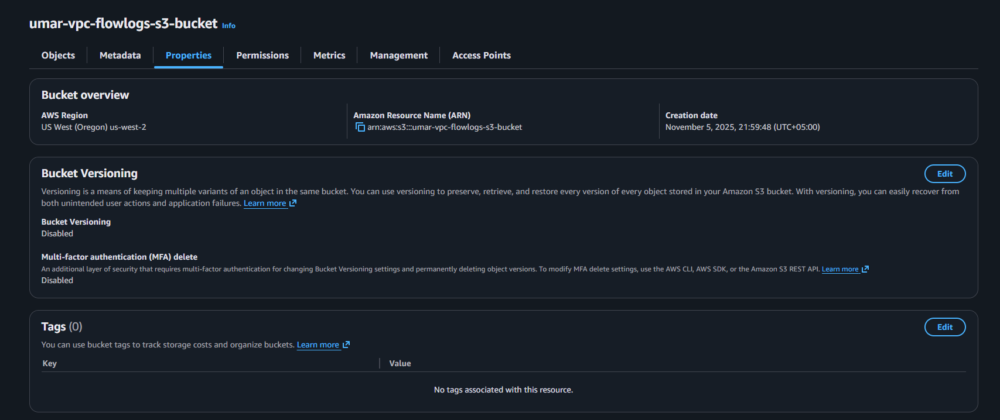 umar-vpc-flowlogs-s3-bucket Info
Objects Metadata Properties Permissions Metrics Management Access Points
Bucket overview
AWS Region
US West (Oregon) us-west-2
Amazon Resource Name (ARN)
arn:aws:s3:::umar-vpc-flowlogs-s3-bucket
Creation date
November 5, 2025, 21:59:48 (UTC+05:00)
Bucket Versioning
Edit
Versioning is a means of keeping multiple variants of an object in the same bucket. You can use versioning to preserve, retrieve, and restore every version of every object stored in your Amazon S3 bucket. With versioning, you can easily recover from
both unintended user actions and application failures. Learn more
Bucket Versioning
Disabled
Multi-factor authentication (MFA) delete
An additional layer of security that requires multi-factor authentication for changing Bucket Versioning settings and permanently deleting object versions. To modify MFA delete settings, use the AWS CLI, AWS SDK, or the Amazon S3 REST API. Learn more
Disabled
Tags (0)
Edit
You can use bucket tags to track storage costs and organize buckets. Learn more
Key Value
No tags associated with this resource.